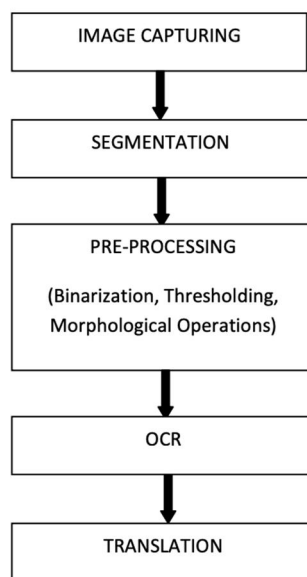 IMAGE CAPTURING
SEGMENTATION
PRE-PROCESSING
(Binarization, Thresholding,
Morphological Operations)
OCR
TRANSLATION